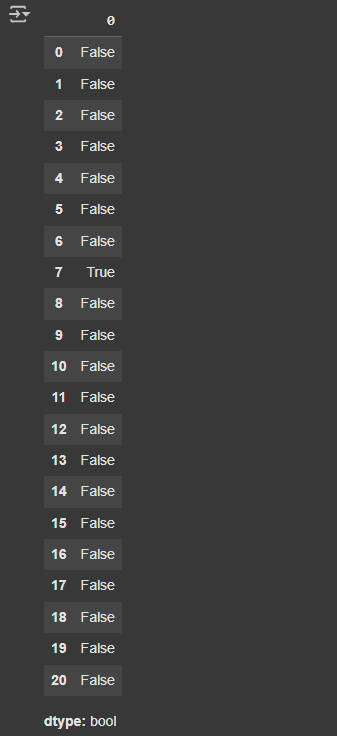 0
0 False
1 False
2 False
3 False
4 False
5 False
6 False
7 True
8 False
9 False
10 False
11 False
12 False
13 False
14 False
15 False
16 False
17 False
18 False
19 False
20 False
dtype: bool